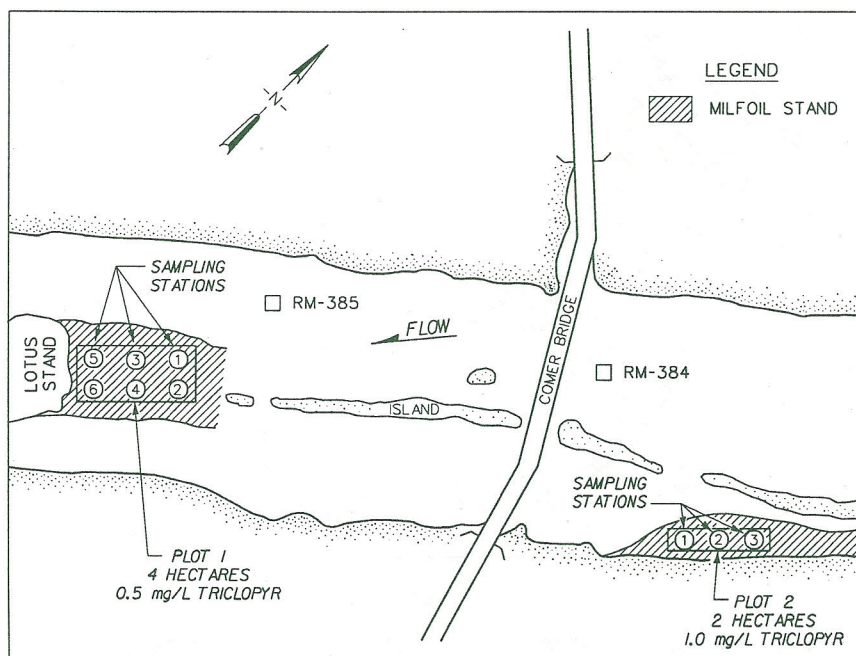 LEGEND
MILFOIL STAND
N
SAMPLING
STATIONS
RM-385
FLOW
COMER BRIDGE
RM-384
LOTUS
STAND
5
3
1
6
4
2
ISLAND
SAMPLING
STATIONS
1
2
3
PLOT 1
4 HECTARES
0.5 mg/L TRICLOPYR
PLOT 2
2 HECTARES
1.0 mg/L TRICLOPYR